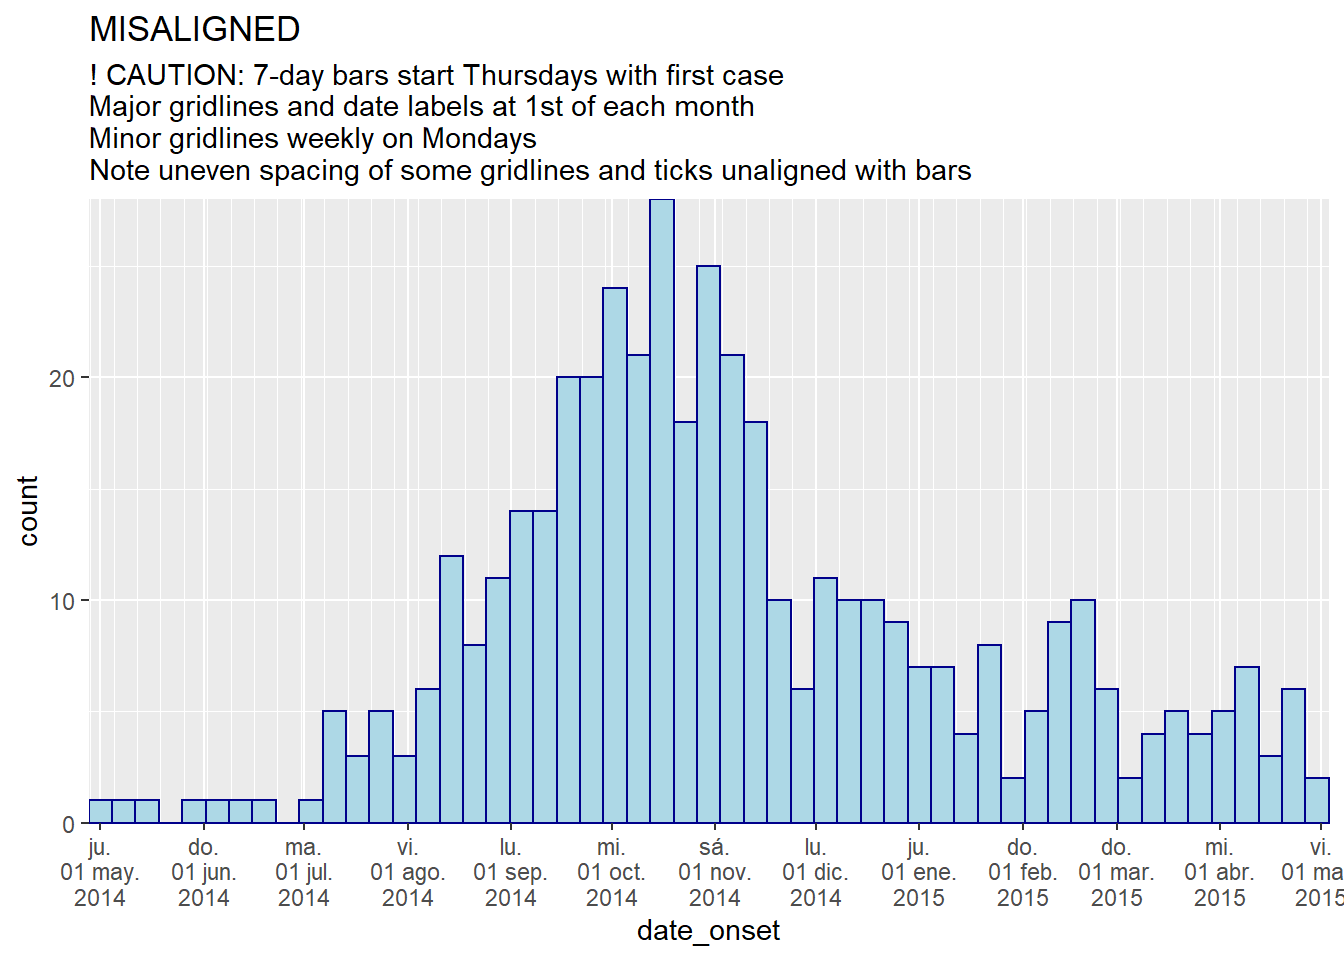 MISALIGNED
! CAUTION: 7-day bars start Thursdays with first case
Major gridlines and date labels at 1st of each month
Minor gridlines weekly on Mondays
Note uneven spacing of some gridlines and ticks unaligned with bars
count
20
10
0
ju. do. ma. vi. lu. mi. sá. lu. ju. do. do. mi. vi.
01 may. 01 jun. 01 jul. 01 ago. 01 sep. 01 oct. 01 nov. 01 dic. 01 ene. 01 feb. 01 mar. 01 abr. 01 ma
2014 2014 2014 2014 2014 2014 2014 2014 2015 2015 2015 2015 2015
date_onset